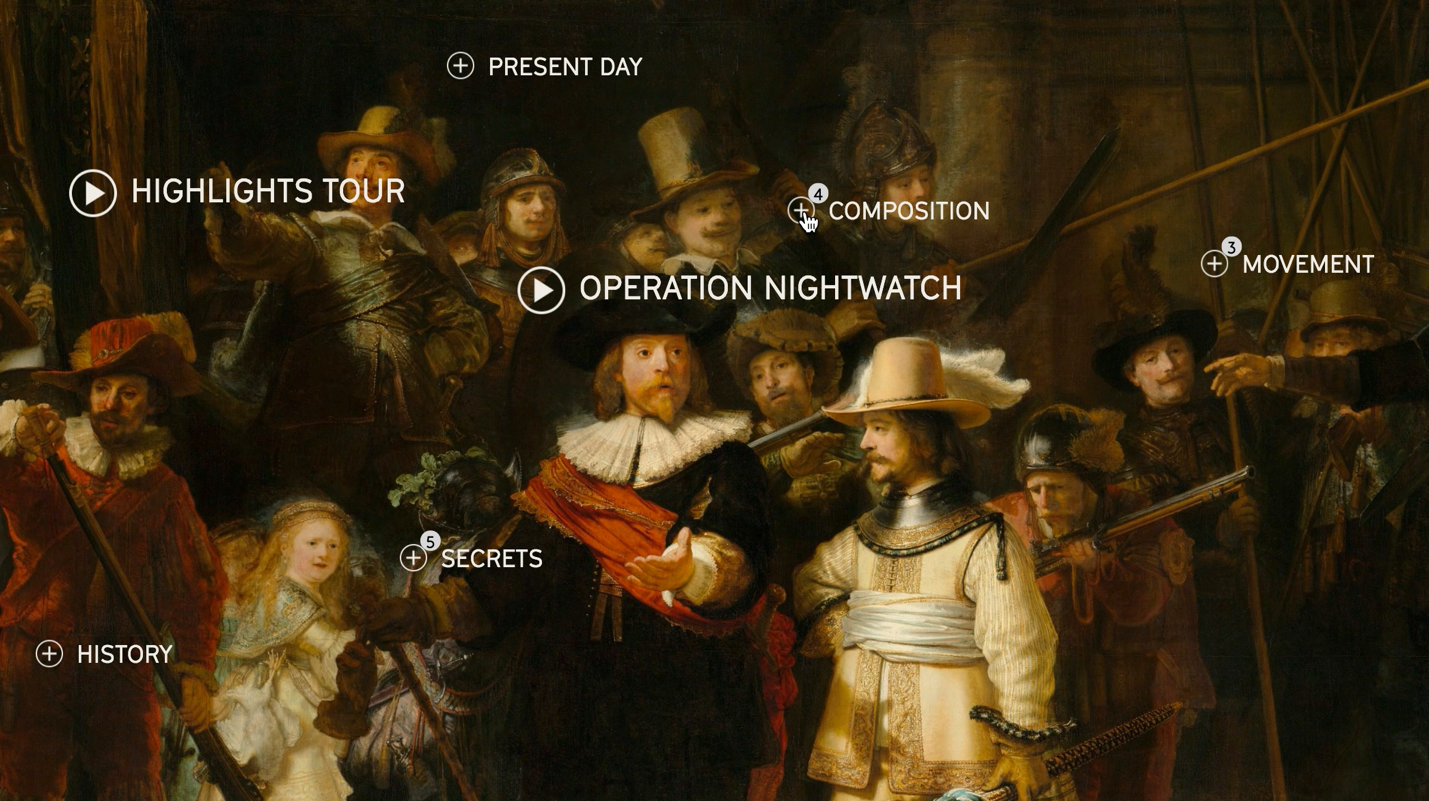 PRESENT DAY
HIGHLIGHTS TOUR
4
COMPOSITION
3
MOVEMENT
OPERATION NIGHTWATCH
5
SECRETS
HISTORY